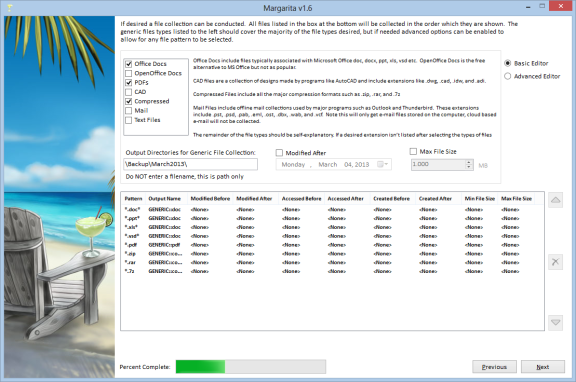 Margarita v1.6
If desired a file collection can be conducted. All files listed in the box at the bottom will be collected in the order which they are shown. The
generic files types listed to the left should cover the majority of the file types desired, but if needed advanced options can be enabled to
allow for any file pattern to be selected.
Office Docs
OpenOffice Docs
PDFs
CAD
Compressed
Mail
Text Files
Office Docs include files typically associated with Microsoft Office doc, docx, ppt, xls, vsd etc. OpenOffice Docs is the free
alternative to MS Office but not as popular.
CAD files are a collection of designs made by programs like AutoCAD and include extensions like .dwg, .cad, .idw, and .adi.
Compressed Files include all the major compression formats such as .zip, .rar, and .7z
Mail Files include offline mail collections used by major programs such as Outlook and Thunderbird. These extensions
include .pst, .psd, pab, .eml, .ost, .dbx, .wab, and .vcf. Note this will only get e-mail files stored on the computer, cloud based
e-mail will not be collected.
The remainder of the file types should be self-explanatory. If a desired extension isn't listed after selecting the types of files
Basic Editor
Advanced Editor
Output Directories for Generic File Collection:
\Backup\March2013\
Do NOT enter a filename, this is path only
Modified After
Monday , March 04, 2013
Max File Size
1.000 MB
Pattern Output Name Modified Before Modified After Accessed Before Accessed After Created Before Created After Min File Size Max File Size
*.doc* GENERIC::doc <None> <None> <None> <None> <None> <None> <None> <None>
*.ppt* GENERIC::doc <None> <None> <None> <None> <None> <None> <None> <None>
*.xls* GENERIC::doc <None> <None> <None> <None> <None> <None> <None> <None>
*.vsd* GENERIC::doc <None> <None> <None> <None> <None> <None> <None> <None>
*.pdf GENERIC::pdf <None> <None> <None> <None> <None> <None> <None> <None>
*.zip GENERIC::co... <None> <None> <None> <None> <None> <None> <None> <None>
*.rar GENERIC::co... <None> <None> <None> <None> <None> <None> <None> <None>
*.7z GENERIC::co... <None> <None> <None> <None> <None> <None> <None> <None>
Percent Complete:
Previous
Next